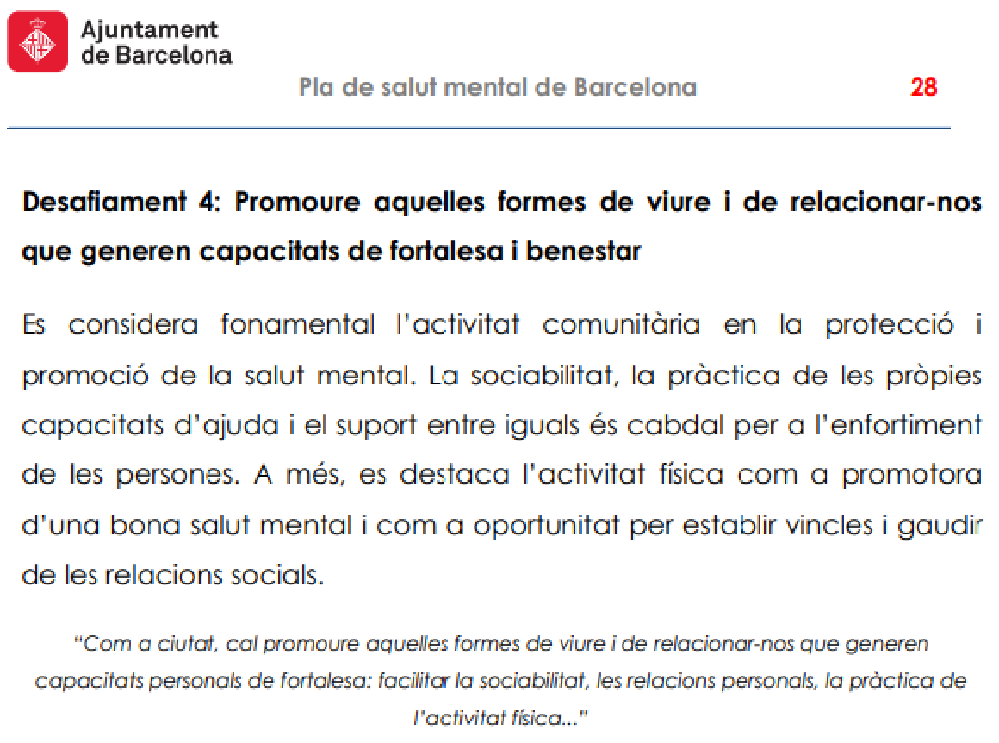 Ajuntament
de Barcelona
Pla de salut mental de Barcelona 28
Desafiament 4: Promoure aquelles formes de viure i de relacionar-nos
que generen capacitats de fortalesa i benestar
Es considera fonamental l’activitat comunitària en la protecció i
promoció de la salut mental. La sociabilitat, la pràctica de les pròpies
capacitats d’ajuda i el suport entre iguals és cabdal per a l’enfortiment
de les persones. A més, es destaca l’activitat física com a promotora
d’una bona salut mental i com a oportunitat per establir vincles i gaudir
de les relacions socials.
“Com a ciutat, cal promoure aquelles formes de viure i de relacionar-nos que generen
capacitats personals de fortalesa: facilitar la sociabilitat, les relacions personals, la pràctica de
l’activitat física...”